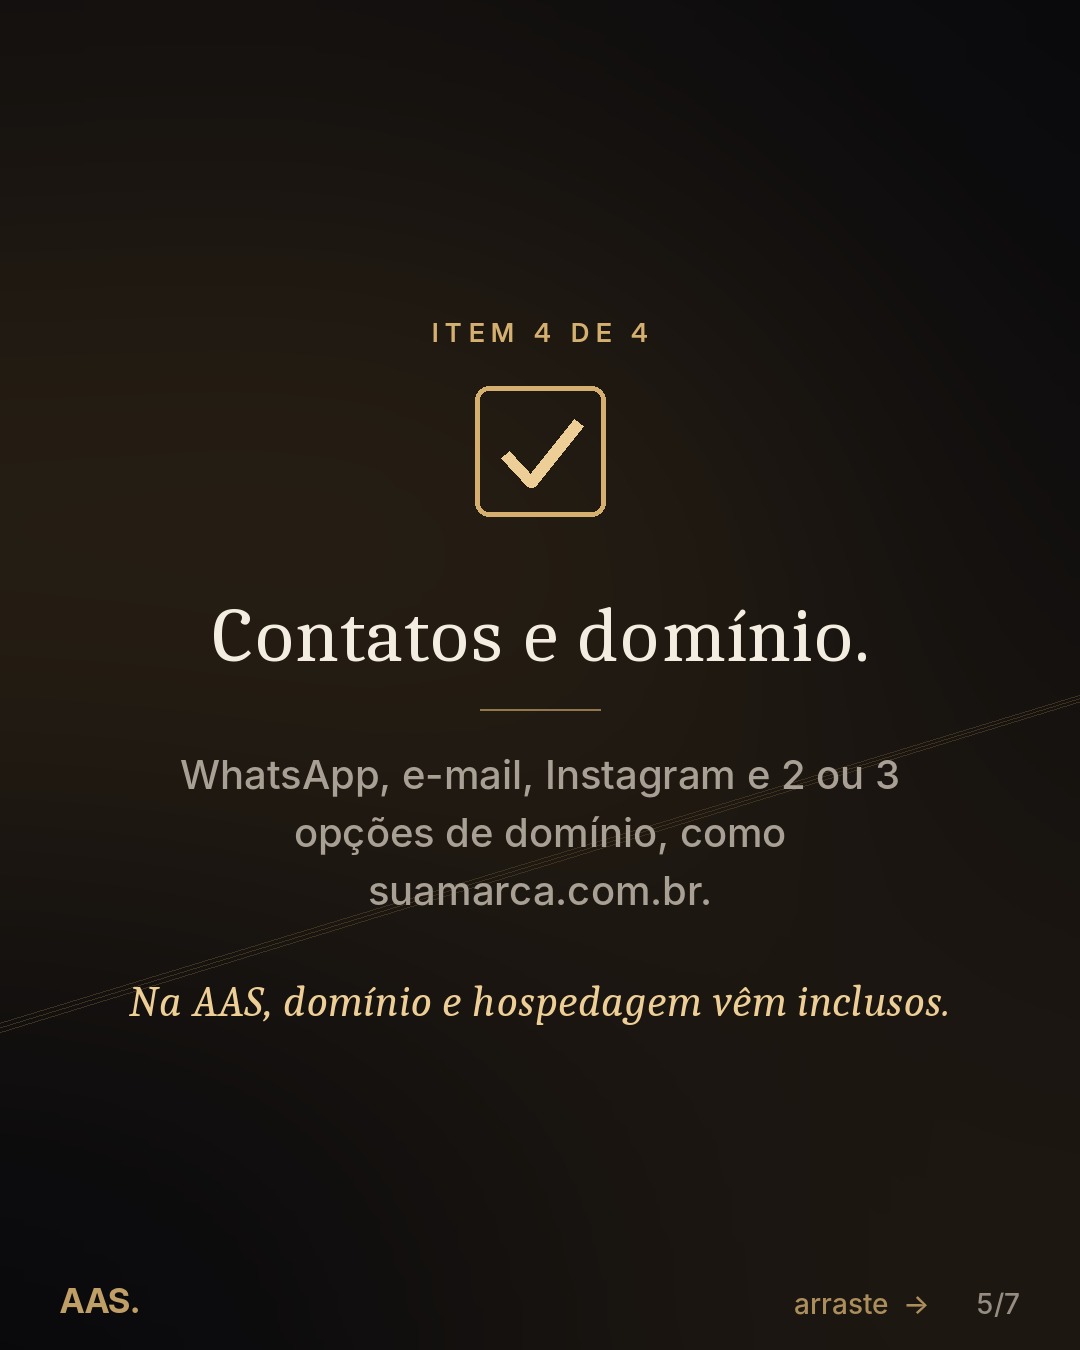 ITEM 4 DE 4
Contatos e domínio.
WhatsApp, e-mail, Instagram e 2 ou 3
opções de domínio, como
suamarca.com.br.
Na AAS, domínio e hospedagem vêm inclusos.
AAS.
arraste → 5/7